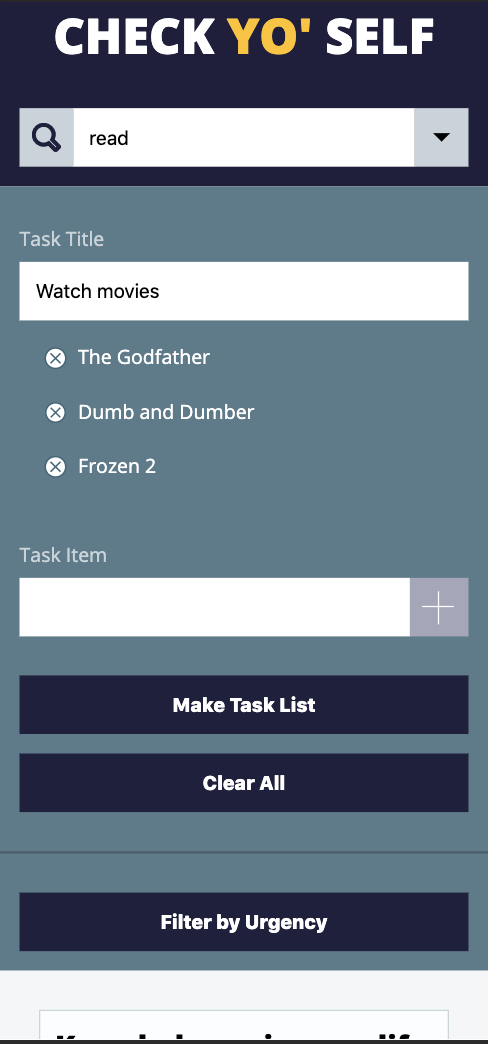 CHECK YO' SELF
read
Task Title
Watch movies
The Godfather
Dumb and Dumber
Frozen 2
Task Item
Make Task List
Clear All
Filter by Urgency